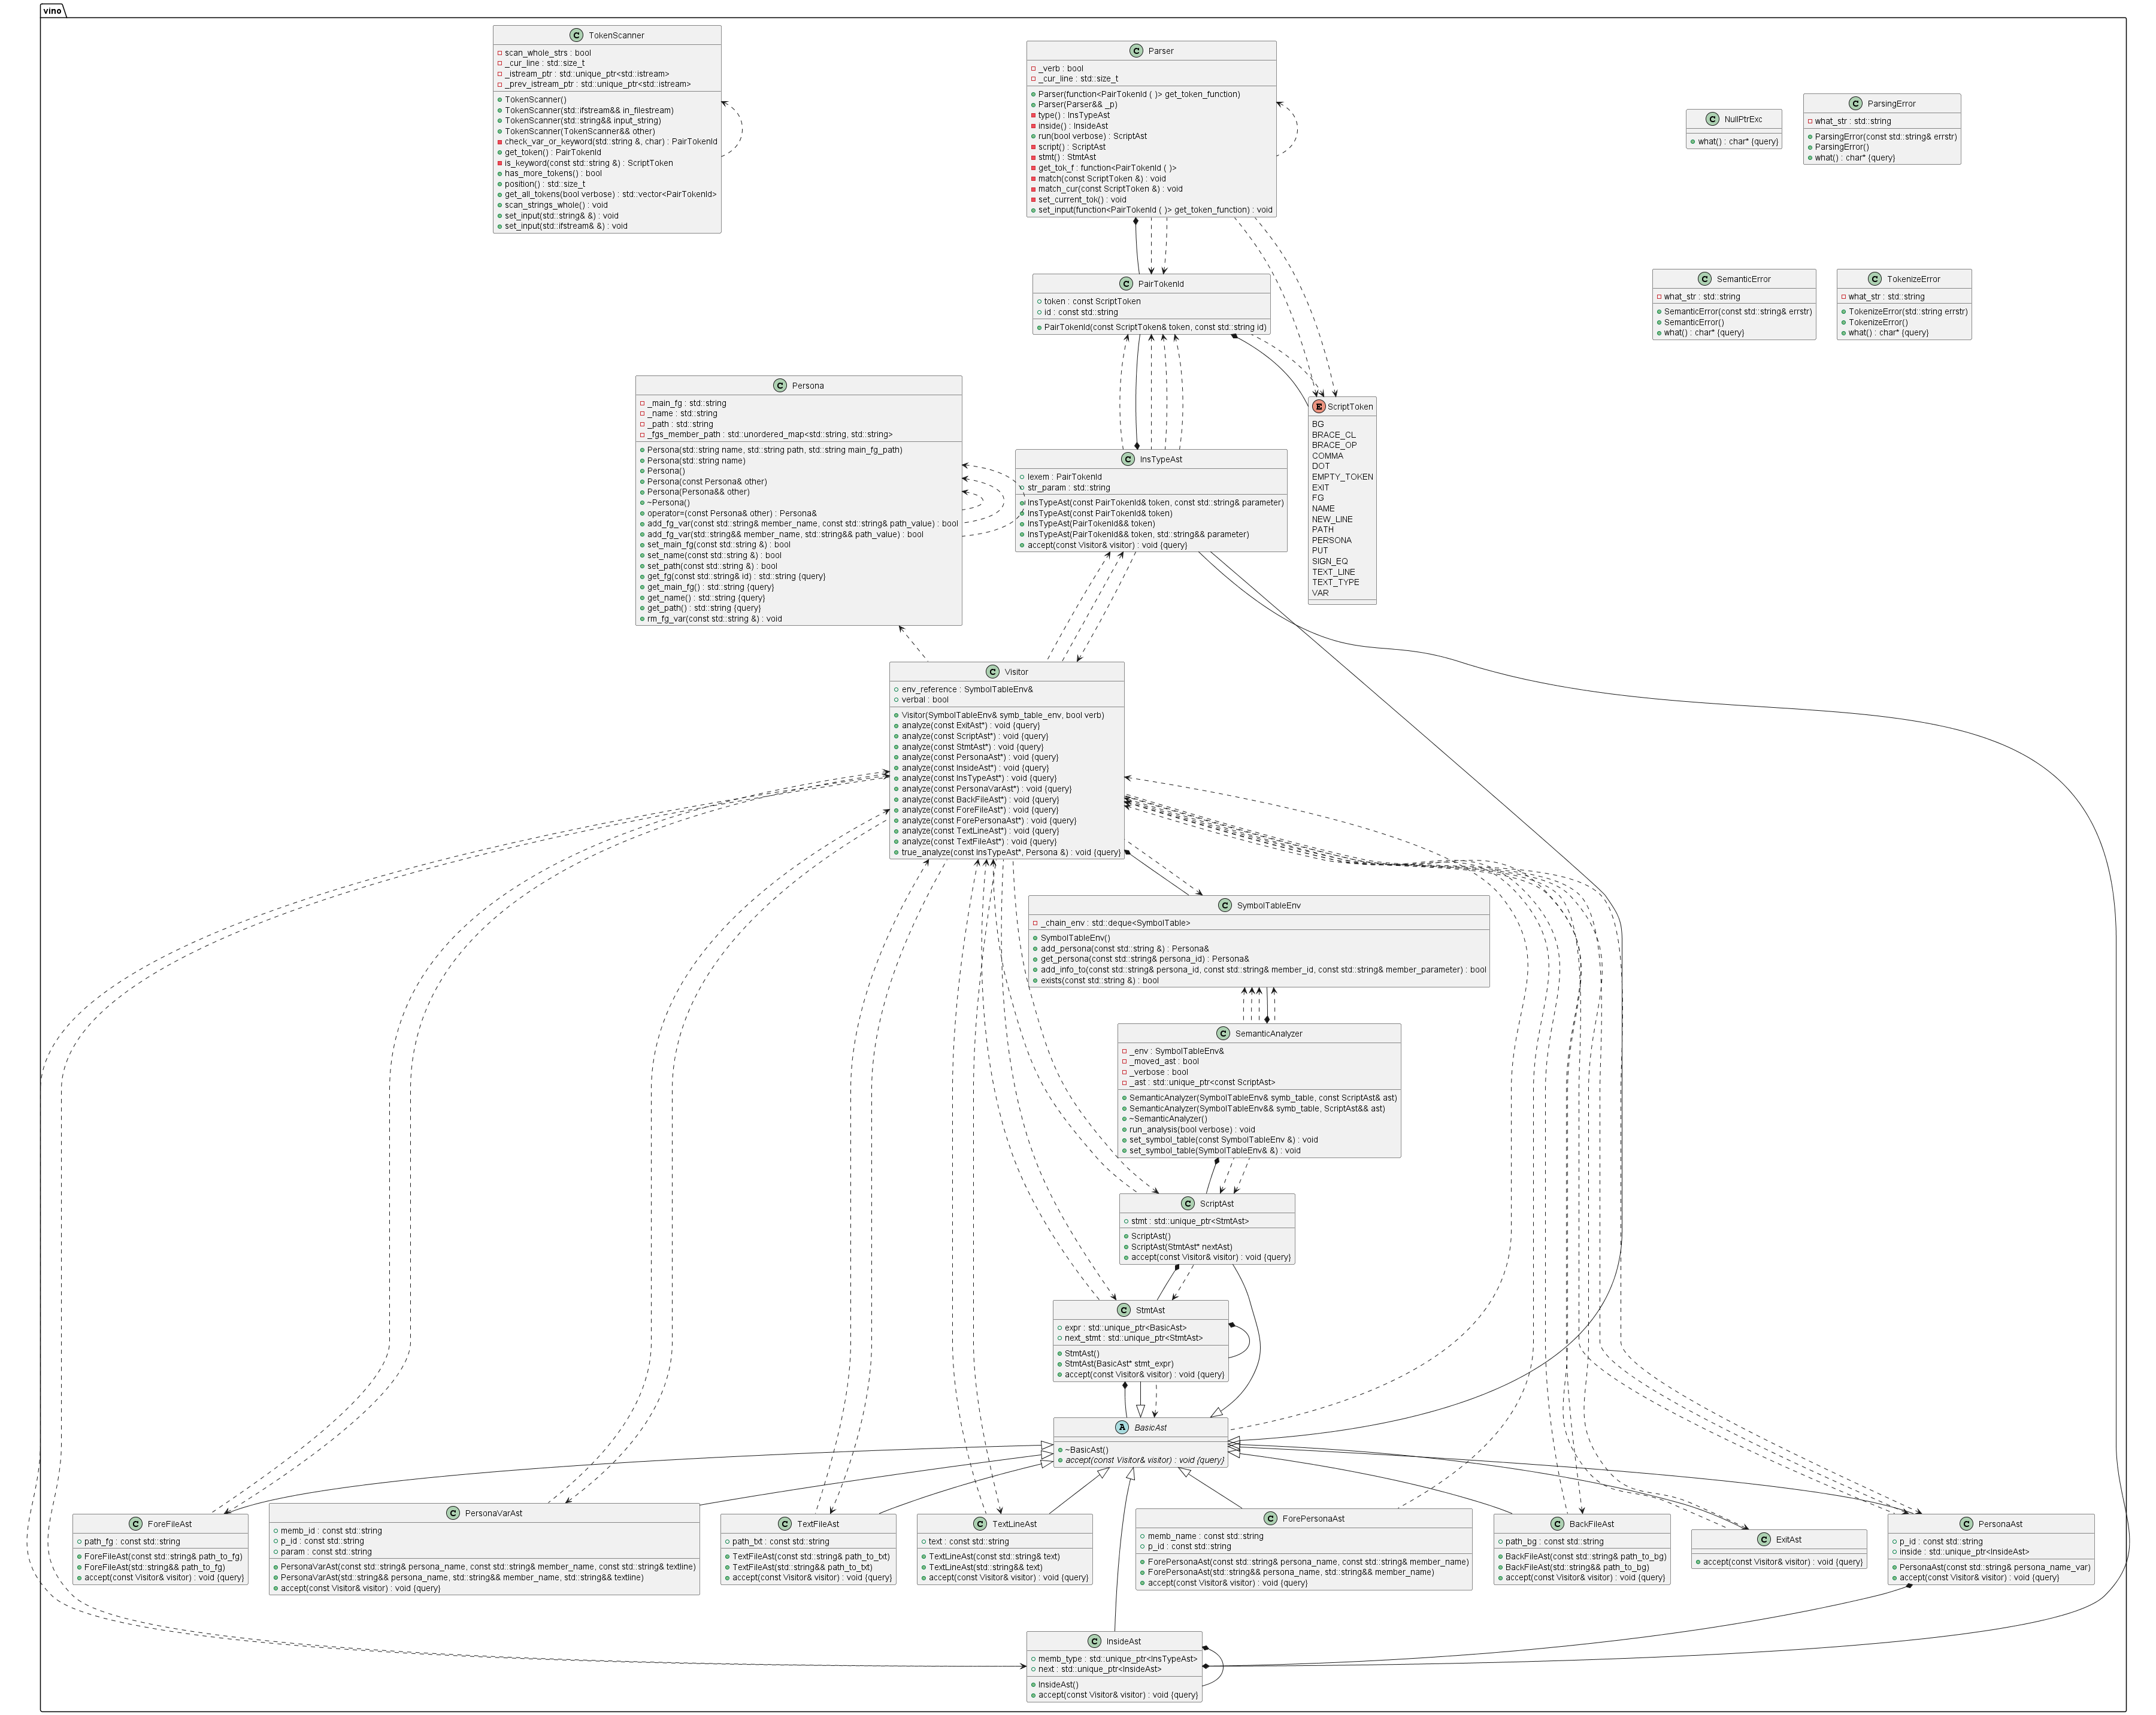 vino
TokenScanner
scan_whole_strs : bool
_cur_line : std::size_t
_istream_ptr : std::unique_ptr<std::istream>
_prev_istream_ptr : std::unique_ptr<std::istream>
TokenScanner()
TokenScanner(std::ifstream&& in_filestream)
TokenScanner(std::string&& input_string)
TokenScanner(TokenScanner&& other)
check_var_or_keyword(std::string &, char) : PairTokenId
get_token() : PairTokenId
is_keyword(const std::string &) : ScriptToken
has_more_tokens() : bool
position() : std::size_t
get_all_tokens(bool verbose) : std::vector<PairTokenId>
scan_strings_whole() : void
set_input(std::string& &) : void
set_input(std::ifstream& &) : void
Parser
_verb : bool
_cur_line : std::size_t
Parser(function<PairTokenId ( )> get_token_function)
Parser(Parser&& _p)
type() : InsTypeAst
inside() : InsideAst
run(bool verbose) : ScriptAst
script() : ScriptAst
stmt() : StmtAst
get_tok_f : function<PairTokenId ( )>
match(const ScriptToken &) : void
match_cur(const ScriptToken &) : void
set_current_tok() : void
set_input(function<PairTokenId ( )> get_token_function) : void
NullPtrExc
what() : char* {query}
ParsingError
what_str : std::string
ParsingError(const std::string& errstr)
ParsingError()
what() : char* {query}
SemanticError
what_str : std::string
SemanticError(const std::string& errstr)
SemanticError()
what() : char* {query}
TokenizeError
what_str : std::string
TokenizeError(std::string errstr)
TokenizeError()
what() : char* {query}
PairTokenId
token : const ScriptToken
id : const std::string
PairTokenId(const ScriptToken& token, const std::string id)
Persona
_main_fg : std::string
_name : std::string
_path : std::string
_fgs_member_path : std::unordered_map<std::string, std::string>
Persona(std::string name, std::string path, std::string main_fg_path)
Persona(std::string name)
Persona()
Persona(const Persona& other)
Persona(Persona&& other)
~Persona()
operator=(const Persona& other) : Persona&
add_fg_var(const std::string& member_name, const std::string& path_value) : bool
add_fg_var(std::string&& member_name, std::string&& path_value) : bool
set_main_fg(const std::string &) : bool
set_name(const std::string &) : bool
set_path(const std::string &) : bool
get_fg(const std::string& id) : std::string {query}
get_main_fg() : std::string {query}
get_name() : std::string {query}
get_path() : std::string {query}
rm_fg_var(const std::string &) : void
InsTypeAst
lexem : PairTokenId
str_param : std::string
InsTypeAst(const PairTokenId& token, const std::string& parameter)
InsTypeAst(const PairTokenId& token)
InsTypeAst(PairTokenId&& token)
InsTypeAst(PairTokenId&& token, std::string&& parameter)
accept(const Visitor& visitor) : void {query}
ScriptToken
BG
BRACE_CL
BRACE_OP
COMMA
DOT
EMPTY_TOKEN
EXIT
FG
NAME
NEW_LINE
PATH
PERSONA
PUT
SIGN_EQ
TEXT_LINE
TEXT_TYPE
VAR
Visitor
env_reference : SymbolTableEnv&
verbal : bool
Visitor(SymbolTableEnv& symb_table_env, bool verb)
analyze(const ExitAst*) : void {query}
analyze(const ScriptAst*) : void {query}
analyze(const StmtAst*) : void {query}
analyze(const PersonaAst*) : void {query}
analyze(const InsideAst*) : void {query}
analyze(const InsTypeAst*) : void {query}
analyze(const PersonaVarAst*) : void {query}
analyze(const BackFileAst*) : void {query}
analyze(const ForeFileAst*) : void {query}
analyze(const ForePersonaAst*) : void {query}
analyze(const TextLineAst*) : void {query}
analyze(const TextFileAst*) : void {query}
true_analyze(const InsTypeAst*, Persona &) : void {query}
SymbolTableEnv
_chain_env : std::deque<SymbolTable>
SymbolTableEnv()
add_persona(const std::string &) : Persona&
get_persona(const std::string& persona_id) : Persona&
add_info_to(const std::string& persona_id, const std::string& member_id, const std::string& member_parameter) : bool
exists(const std::string &) : bool
SemanticAnalyzer
_env : SymbolTableEnv&
_moved_ast : bool
_verbose : bool
_ast : std::unique_ptr<const ScriptAst>
SemanticAnalyzer(SymbolTableEnv& symb_table, const ScriptAst& ast)
SemanticAnalyzer(SymbolTableEnv&& symb_table, ScriptAst&& ast)
~SemanticAnalyzer()
run_analysis(bool verbose) : void
set_symbol_table(const SymbolTableEnv &) : void
set_symbol_table(SymbolTableEnv& &) : void
ScriptAst
stmt : std::unique_ptr<StmtAst>
ScriptAst()
ScriptAst(StmtAst* nextAst)
accept(const Visitor& visitor) : void {query}
StmtAst
expr : std::unique_ptr<BasicAst>
next_stmt : std::unique_ptr<StmtAst>
StmtAst()
StmtAst(BasicAst* stmt_expr)
accept(const Visitor& visitor) : void {query}
BasicAst
~BasicAst()
accept(const Visitor& visitor) : void {query}
ForeFileAst
path_fg : const std::string
ForeFileAst(const std::string& path_to_fg)
ForeFileAst(std::string&& path_to_fg)
accept(const Visitor& visitor) : void {query}
PersonaVarAst
memb_id : const std::string
p_id : const std::string
param : const std::string
PersonaVarAst(const std::string& persona_name, const std::string& member_name, const std::string& textline)
PersonaVarAst(std::string&& persona_name, std::string&& member_name, std::string&& textline)
accept(const Visitor& visitor) : void {query}
TextFileAst
path_txt : const std::string
TextFileAst(const std::string& path_to_txt)
TextFileAst(std::string&& path_to_txt)
accept(const Visitor& visitor) : void {query}
TextLineAst
text : const std::string
TextLineAst(const std::string& text)
TextLineAst(std::string&& text)
accept(const Visitor& visitor) : void {query}
ForePersonaAst
memb_name : const std::string
p_id : const std::string
ForePersonaAst(const std::string& persona_name, const std::string& member_name)
ForePersonaAst(std::string&& persona_name, std::string&& member_name)
accept(const Visitor& visitor) : void {query}
BackFileAst
path_bg : const std::string
BackFileAst(const std::string& path_to_bg)
BackFileAst(std::string&& path_to_bg)
accept(const Visitor& visitor) : void {query}
ExitAst
accept(const Visitor& visitor) : void {query}
PersonaAst
p_id : const std::string
inside : std::unique_ptr<InsideAst>
PersonaAst(const std::string& persona_name_var)
accept(const Visitor& visitor) : void {query}
InsideAst
memb_type : std::unique_ptr<InsTypeAst>
next : std::unique_ptr<InsideAst>
InsideAst()
accept(const Visitor& visitor) : void {query}